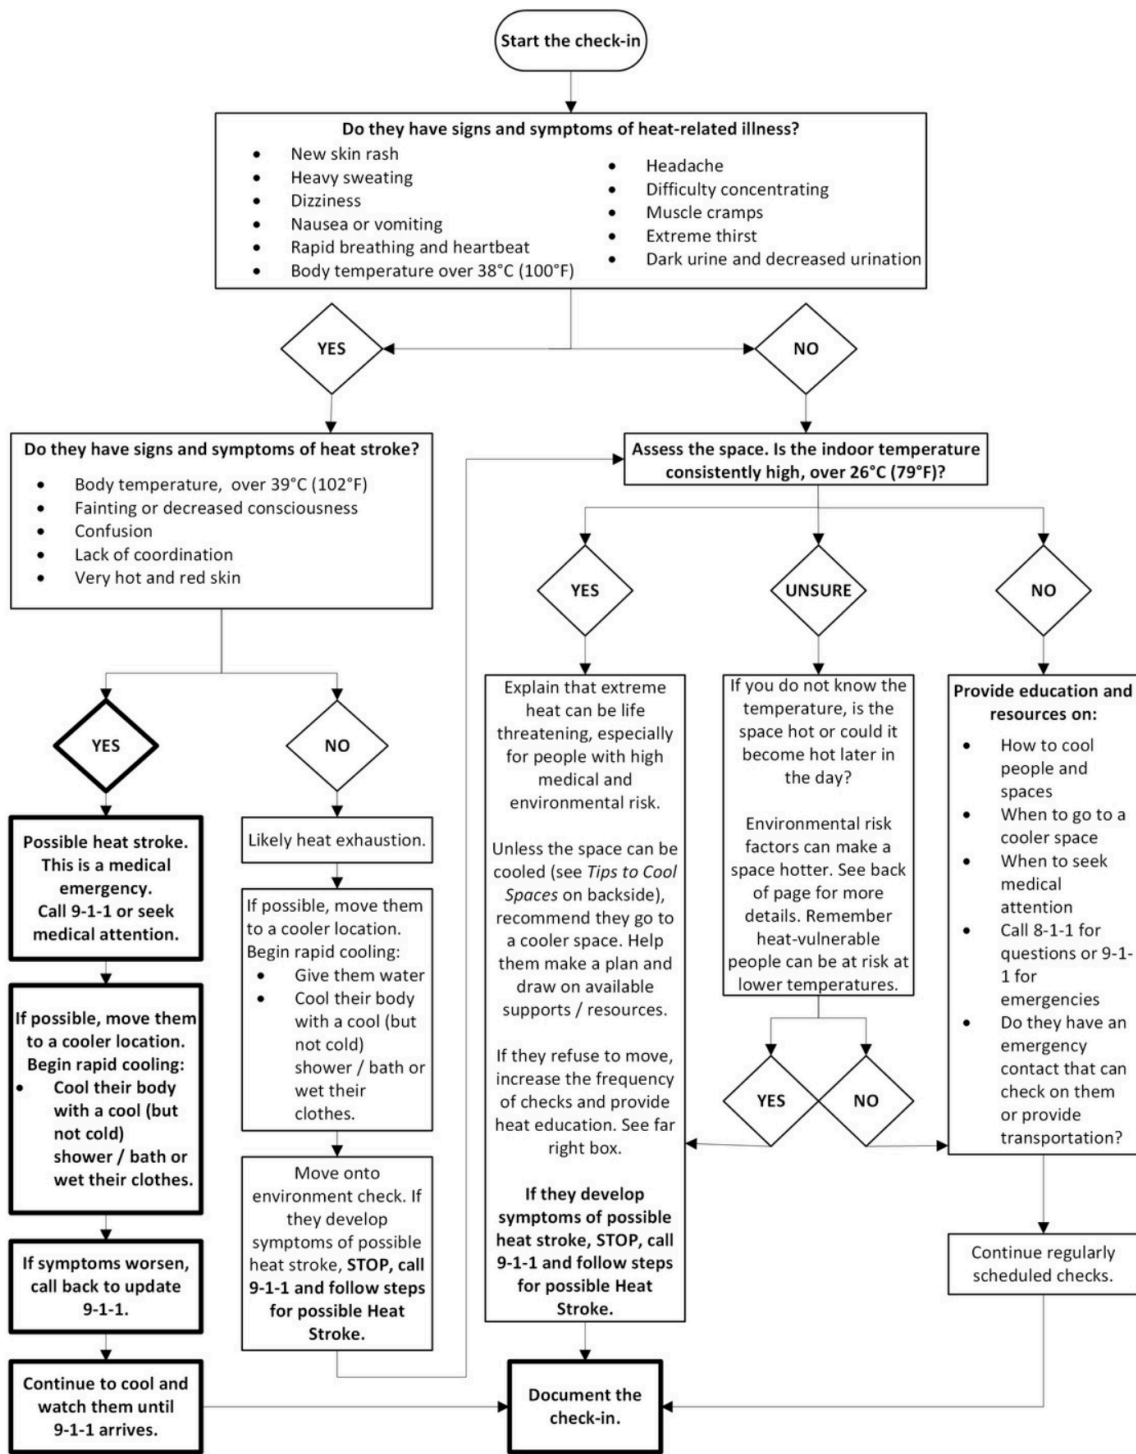 Start the check-in
Do they have signs and symptoms of heat-related illness?
• New skin rash
• Heavy sweating
• Dizziness
• Nausea or vomiting
• Rapid breathing and heartbeat
• Body temperature over 38°C (100°F)
• Headache
• Difficulty concentrating
• Muscle cramps
• Extreme thirst
• Dark urine and decreased urination
YES
NO
Do they have signs and symptoms of heat stroke?
• Body temperature, over 39°C (102°F)
• Fainting or decreased consciousness
• Confusion
• Lack of coordination
• Very hot and red skin
YES
Possible heat stroke.
This is a medical
emergency.
Call 9-1-1 or seek
medical attention.
If possible, move them
to a cooler location.
Begin rapid cooling:
• Cool their body
with a cool (but
not cold)
shower / bath or
wet their clothes.
If symptoms worsen,
call back to update
9-1-1.
Continue to cool and
watch them until
9-1-1 arrives.
NO
Likely heat exhaustion.
If possible, move them
to a cooler location.
Begin rapid cooling:
• Give them water
• Cool their body
with a cool (but
not cold)
shower / bath or
wet their
clothes.
Move onto
environment check. If
they develop
symptoms of possible
heat stroke, STOP, call
9-1-1 and follow steps
for possible Heat
Stroke.
Assess the space. Is the indoor temperature
consistently high, over 26°C (79°F)?
YES
Explain that extreme
heat can be life
threatening, especially
for people with high
medical and
environmental risk.
Unless the space can be
cooled (see Tips to Cool
Spaces on backside),
recommend they go to
a cooler space. Help
them make a plan and
draw on available
supports / resources.
If they refuse to move,
increase the frequency
of checks and provide
heat education. See far
right box.
If they develop
symptoms of possible
heat stroke, STOP, call
9-1-1 and follow steps
for possible Heat
Stroke.
UNSURE
If you do not know the
temperature, is the
space hot or could it
become hot later in
the day?
Environmental risk
factors can make a
space hotter. See back
of page for more
details. Remember
heat-vulnerable
people can be at risk at
lower temperatures.
YES
NO
NO
Provide education and
resources on:
• How to cool
people and
spaces
• When to go to a
cooler space
• When to seek
medical
attention
• Call 8-1-1 for
questions or 9-1-
1 for
emergencies
• Do they have an
emergency
contact that can
check on them
or provide
transportation?
Continue regularly
scheduled checks.
Document the
check-in.